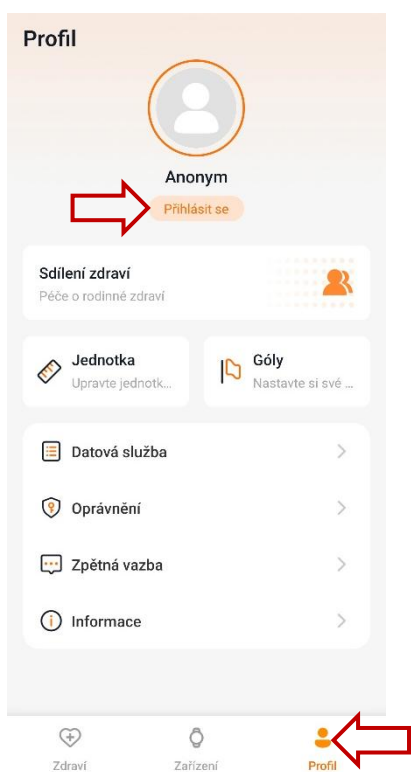 Profil
Anonym
Přihlásit se
Sdílení zdraví
Péče o rodinné zdraví
Jednotka
Upravte jednotk...
Góly
Nastavte si své ...
Datová služba
Oprávnění
Zpětná vazba
Informace
Zdraví
Zařízení
Profil